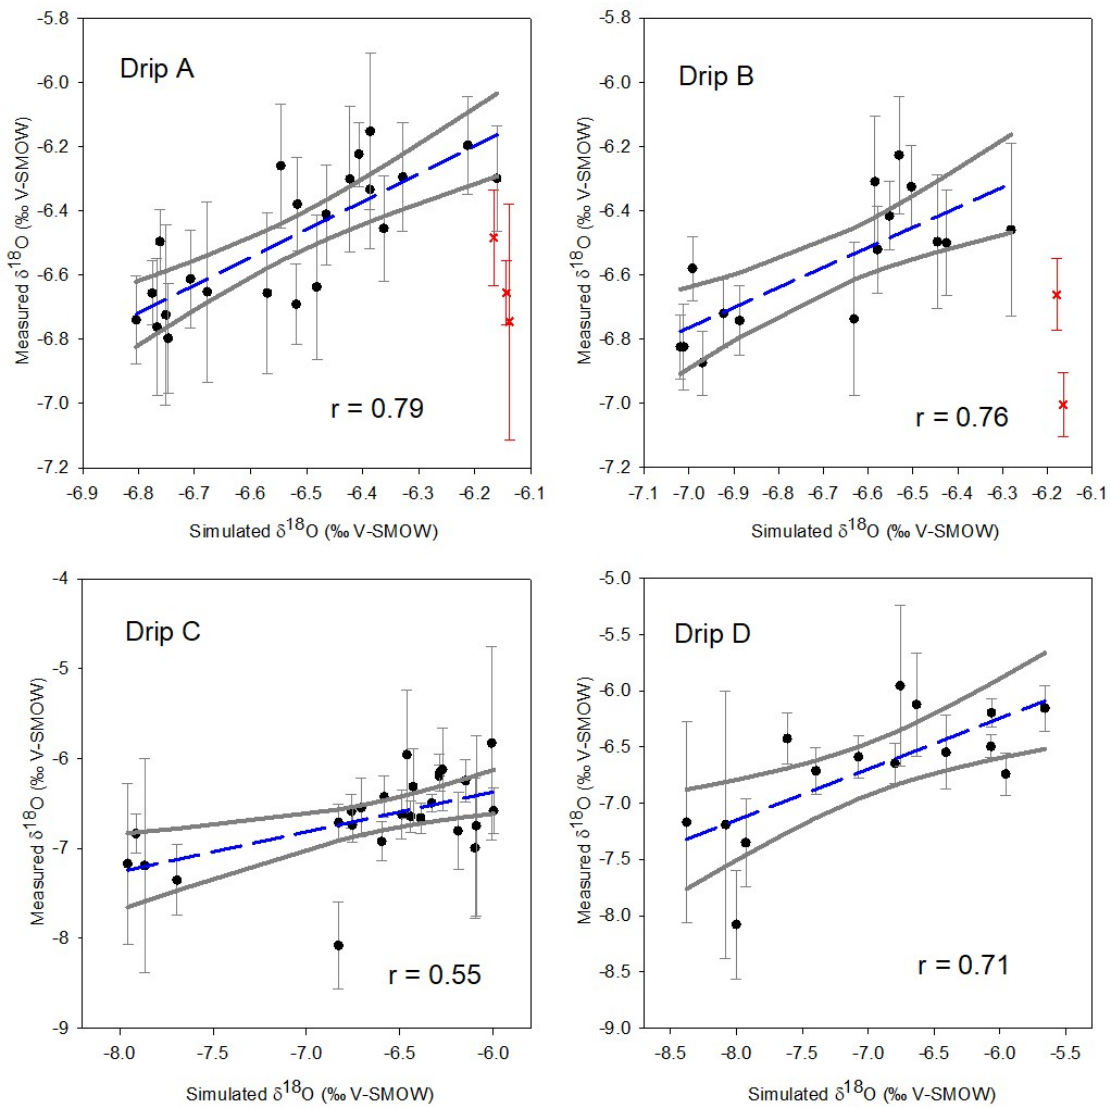 -5.8
-6.0
-6.2
-6.4
-6.6
-6.8
-7.0
-7.2
Measured δ18O (‰ V-SMOW)
Drip A
r = 0.79
-6.9 -6.8 -6.7 -6.6 -6.5 -6.4 -6.3 -6.2 -6.1
Simulated δ18O (‰ V-SMOW)
-5.8
-6.0
-6.2
-6.4
-6.6
-6.8
-7.0
-7.2
Measured δ18O (‰ V-SMOW)
Drip B
r = 0.76
-7.1 -7.0 -6.9 -6.8 -6.7 -6.6 -6.5 -6.4 -6.3 -6.2 -6.1
Simulated δ18O (‰ V-SMOW)
-4
-5
-6
-7
-8
-9
Measured δ18O (‰ V-SMOW)
Drip C
r = 0.55
-8.0 -7.5 -7.0 -6.5 -6.0
Simulated δ18O (‰ V-SMOW)
-5.0
-5.5
-6.0
-6.5
-7.0
-7.5
-8.0
-8.5
-9.0
Measured δ18O (‰ V-SMOW)
Drip D
r = 0.71
-8.5 -8.0 -7.5 -7.0 -6.5 -6.0 -5.5
Simulated δ18O (‰ V-SMOW)